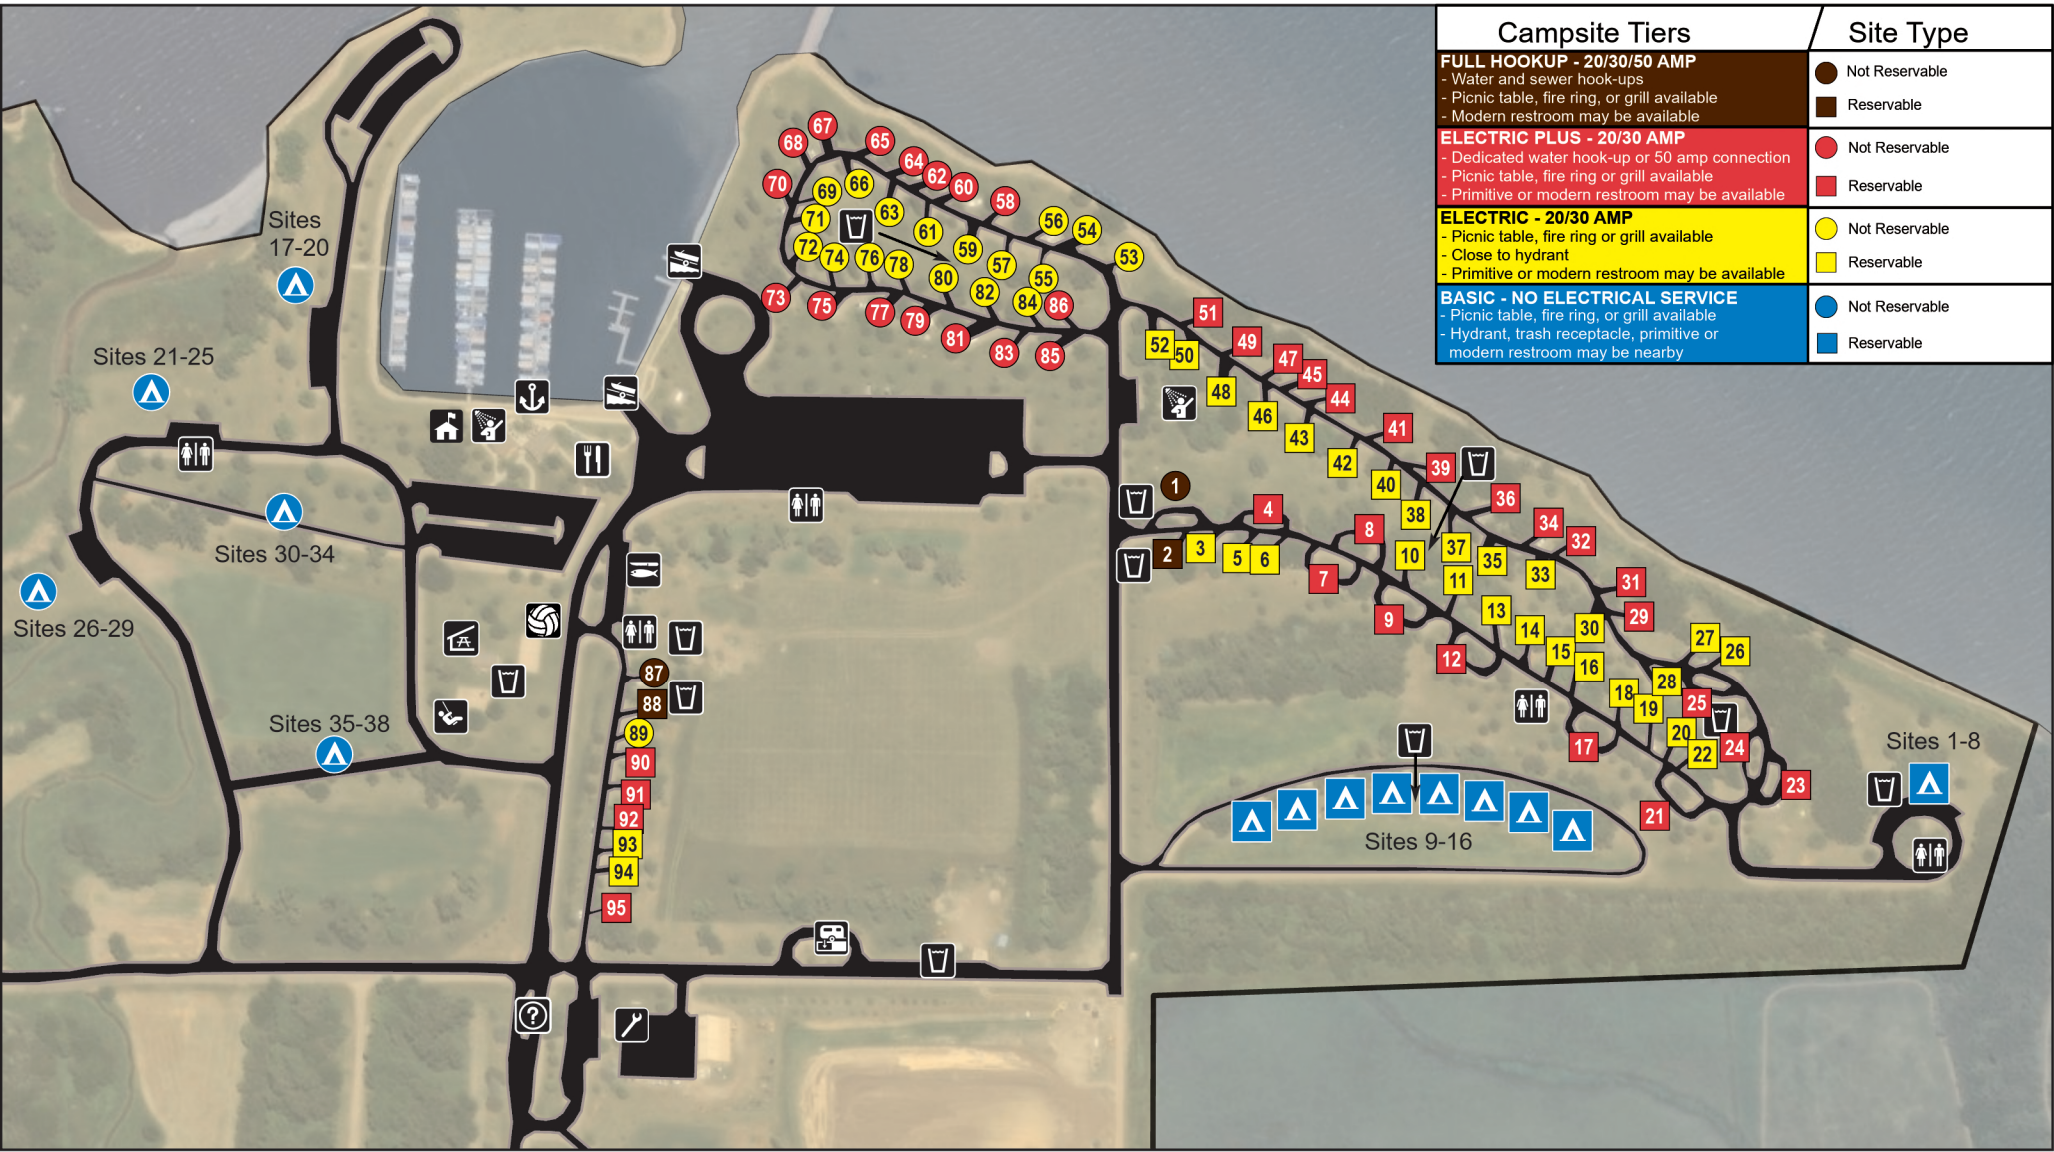 Campsite Tiers
Site Type
FULL HOOKUP - 20/30/50 AMP
- Water and sewer hook-ups
- Picnic table, fire ring, or grill available
- Modern restroom may be available
Not Reservable
Reservable
ELECTRIC PLUS - 20/30 AMP
- Dedicated water hook-up or 50 amp connection
- Picnic table, fire ring or grill available
- Primitive or modern restroom may be available
Not Reservable
Reservable
ELECTRIC - 20/30 AMP
- Picnic table, fire ring or grill available
- Close to hydrant
- Primitive or modern restroom may be available
Not Reservable
Reservable
BASIC - NO ELECTRICAL SERVICE
- Picnic table, fire ring, or grill available
- Hydrant, trash receptacle, primitive or
modern restroom may be nearby
Not Reservable
Reservable
Sites
17-20
Sites 21-25
Sites 30-34
Sites 26-29
Sites 35-38
Sites 1-8
Sites 9-16
67
68
65
64
62
60
58
70
69
66
63
61
71
72
74
76
78
80
59
57
56
54
53
55
82
84
86
73
75
77
79
81
83
85
51
52
50
49
48
47
45
46
44
43
41
42
40
39
38
36
34
32
37
35
33
31
29
30
27
26
28
25
24
23
1
2
3
4
5
6
7
8
9
10
11
12
13
14
15
16
17
18
19
20
22
21
87
88
89
90
91
92
93
94
95
?